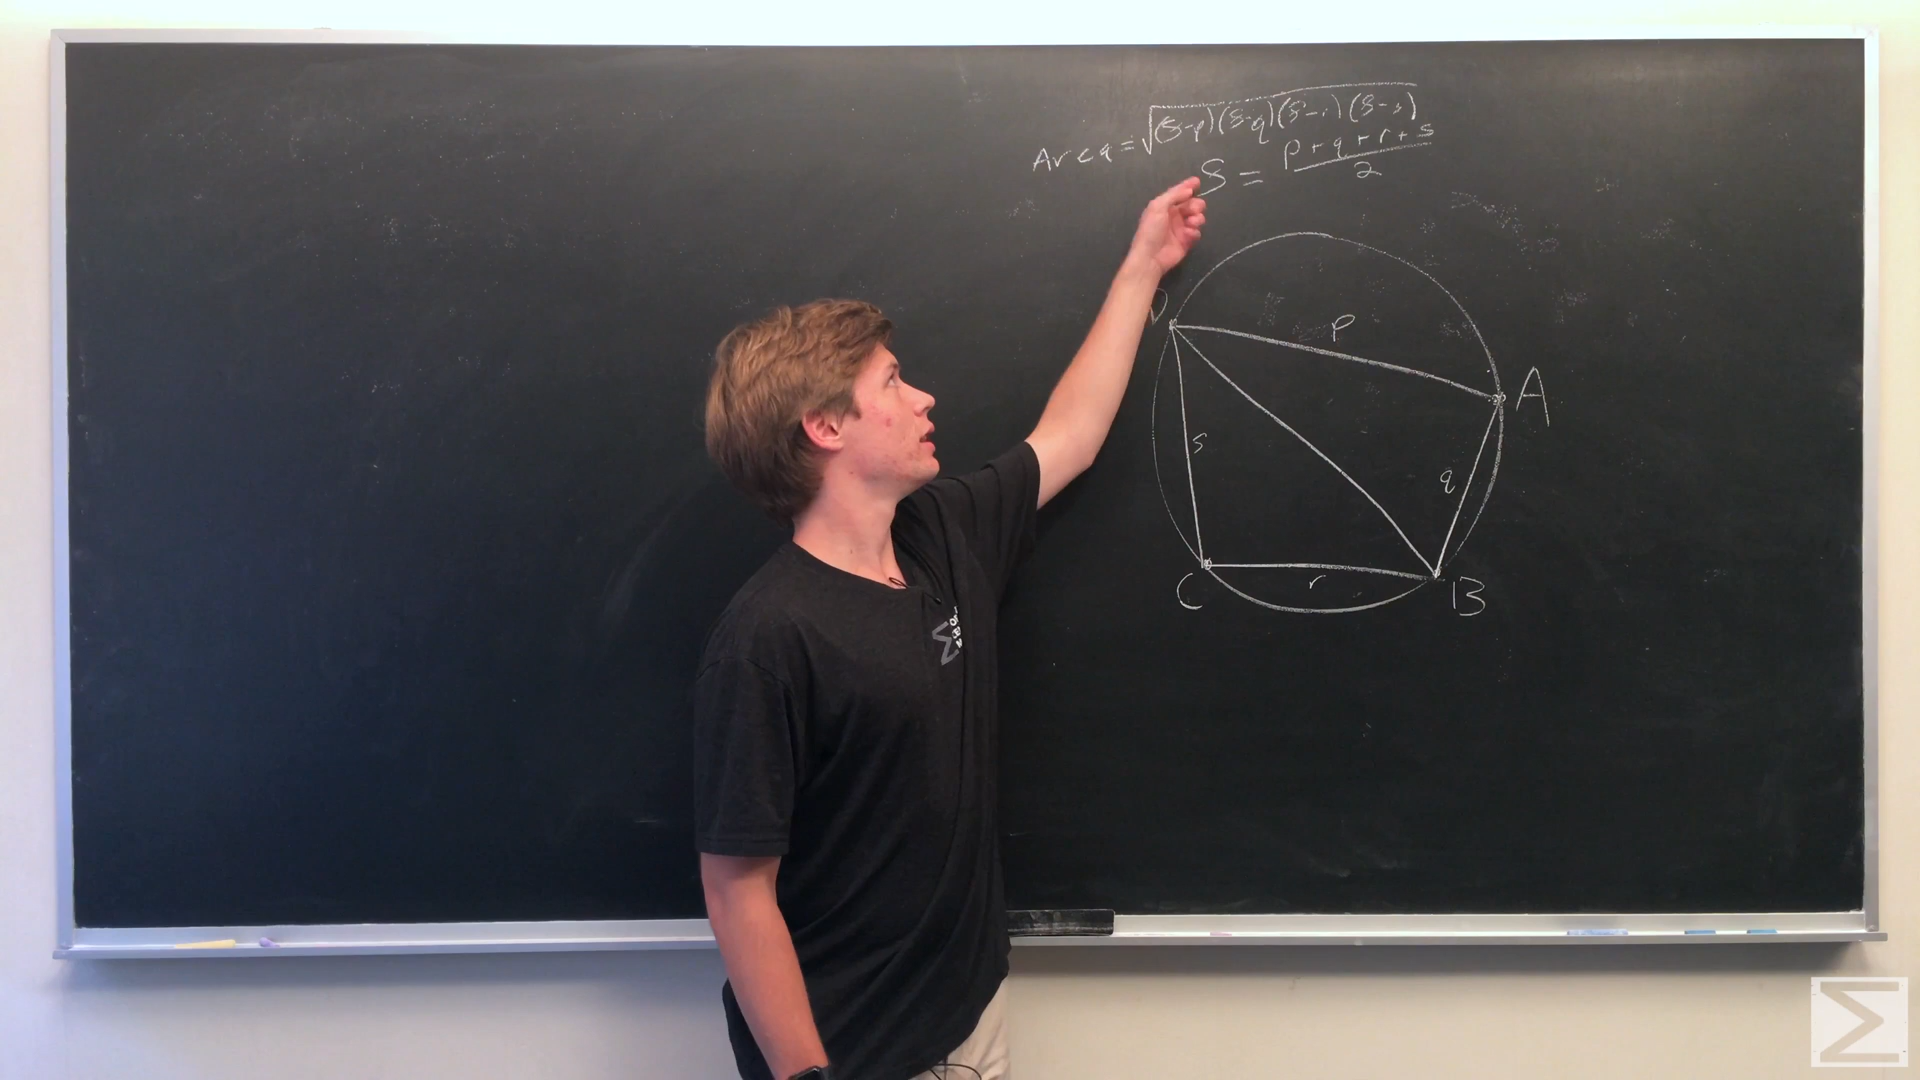 Area = √(S-p)(S-q)(S-r)(S-s)
S = p+q+r+s
2
D
p
A
s
q
C
r
B
Σ